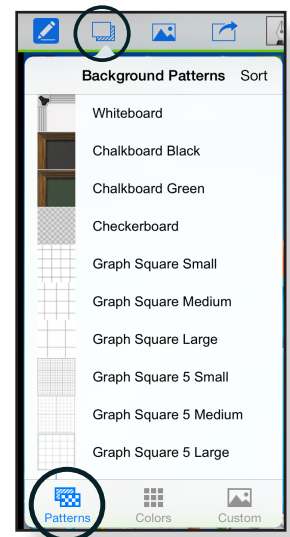 Background Patterns Sort
Whiteboard
Chalkboard Black
Chalkboard Green
Checkerboard
Graph Square Small
Graph Square Medium
Graph Square Large
Graph Square 5 Small
Graph Square 5 Medium
Graph Square 5 Large
Patterns Colors Custom